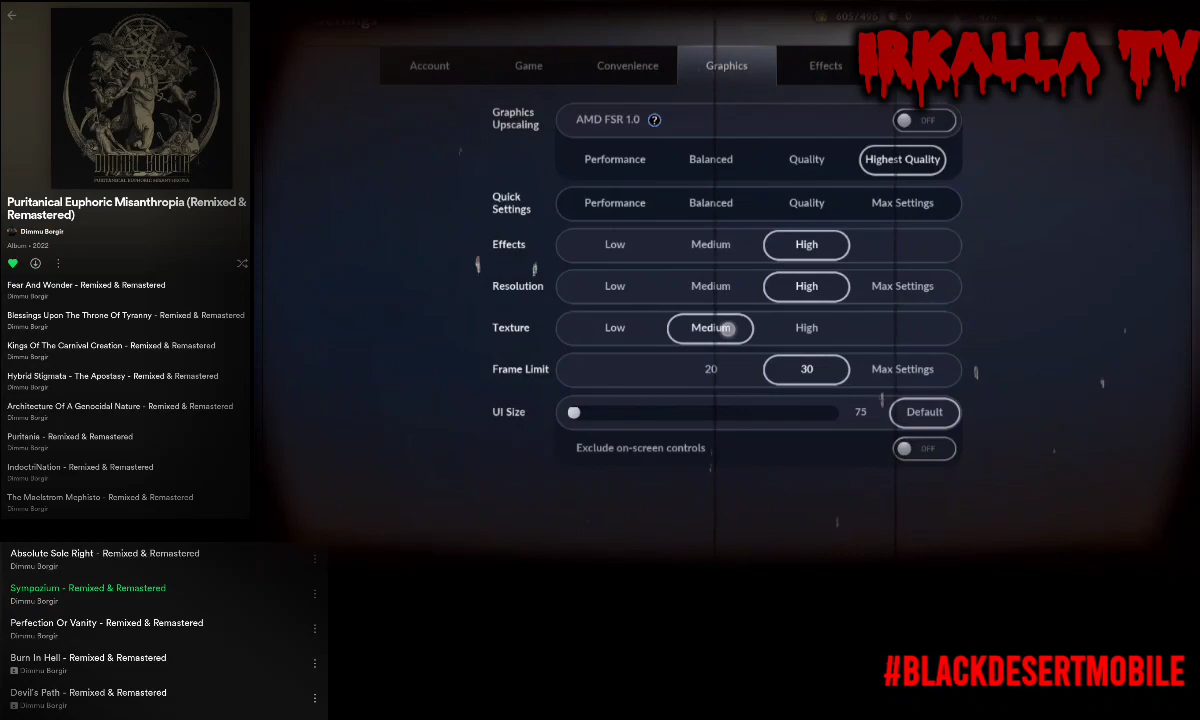 DIMMU BORGIR
PURITANICAL EUPHORIC MISANTHROPIA
Puritanical Euphoric Misanthropia (Remixed &
Remastered)
Dimmu Borgir
Album • 2022
Fear And Wonder - Remixed & Remastered
Dimmu Borgir
Blessings Upon The Throne Of Tyranny - Remixed & Remastered
Dimmu Borgir
Kings Of The Carnival Creation - Remixed & Remastered
Dimmu Borgir
Hybrid Stigmata - The Apostasy - Remixed & Remastered
Dimmu Borgir
Architecture Of A Genocidal Nature - Remixed & Remastered
Dimmu Borgir
Puritania - Remixed & Remastered
Dimmu Borgir
IndoctriNation - Remixed & Remastered
Dimmu Borgir
The Maelstrom Mephisto - Remixed & Remastered
Dimmu Borgir
Absolute Sole Right - Remixed & Remastered
Dimmu Borgir
Sympozium - Remixed & Remastered
Dimmu Borgir
Perfection Or Vanity - Remixed & Remastered
Dimmu Borgir
Burn In Hell - Remixed & Remastered
Dimmu Borgir
Devil's Path - Remixed & Remastered
Dimmu Borgir
Settings
IRKALLA TV
Account Game Convenience Graphics Effects
Graphics
Upscaling
AMD FSR 1.0 ? OFF
Performance Balanced Quality Highest Quality
Quick
Settings
Performance Balanced Quality Max Settings
Effects Low Medium High
Resolution Low Medium High Max Settings
Texture Low Medium High
Frame Limit 20 30 Max Settings
UI Size 75 Default
Exclude on-screen controls OFF
#BLACKDESERTMOBILE